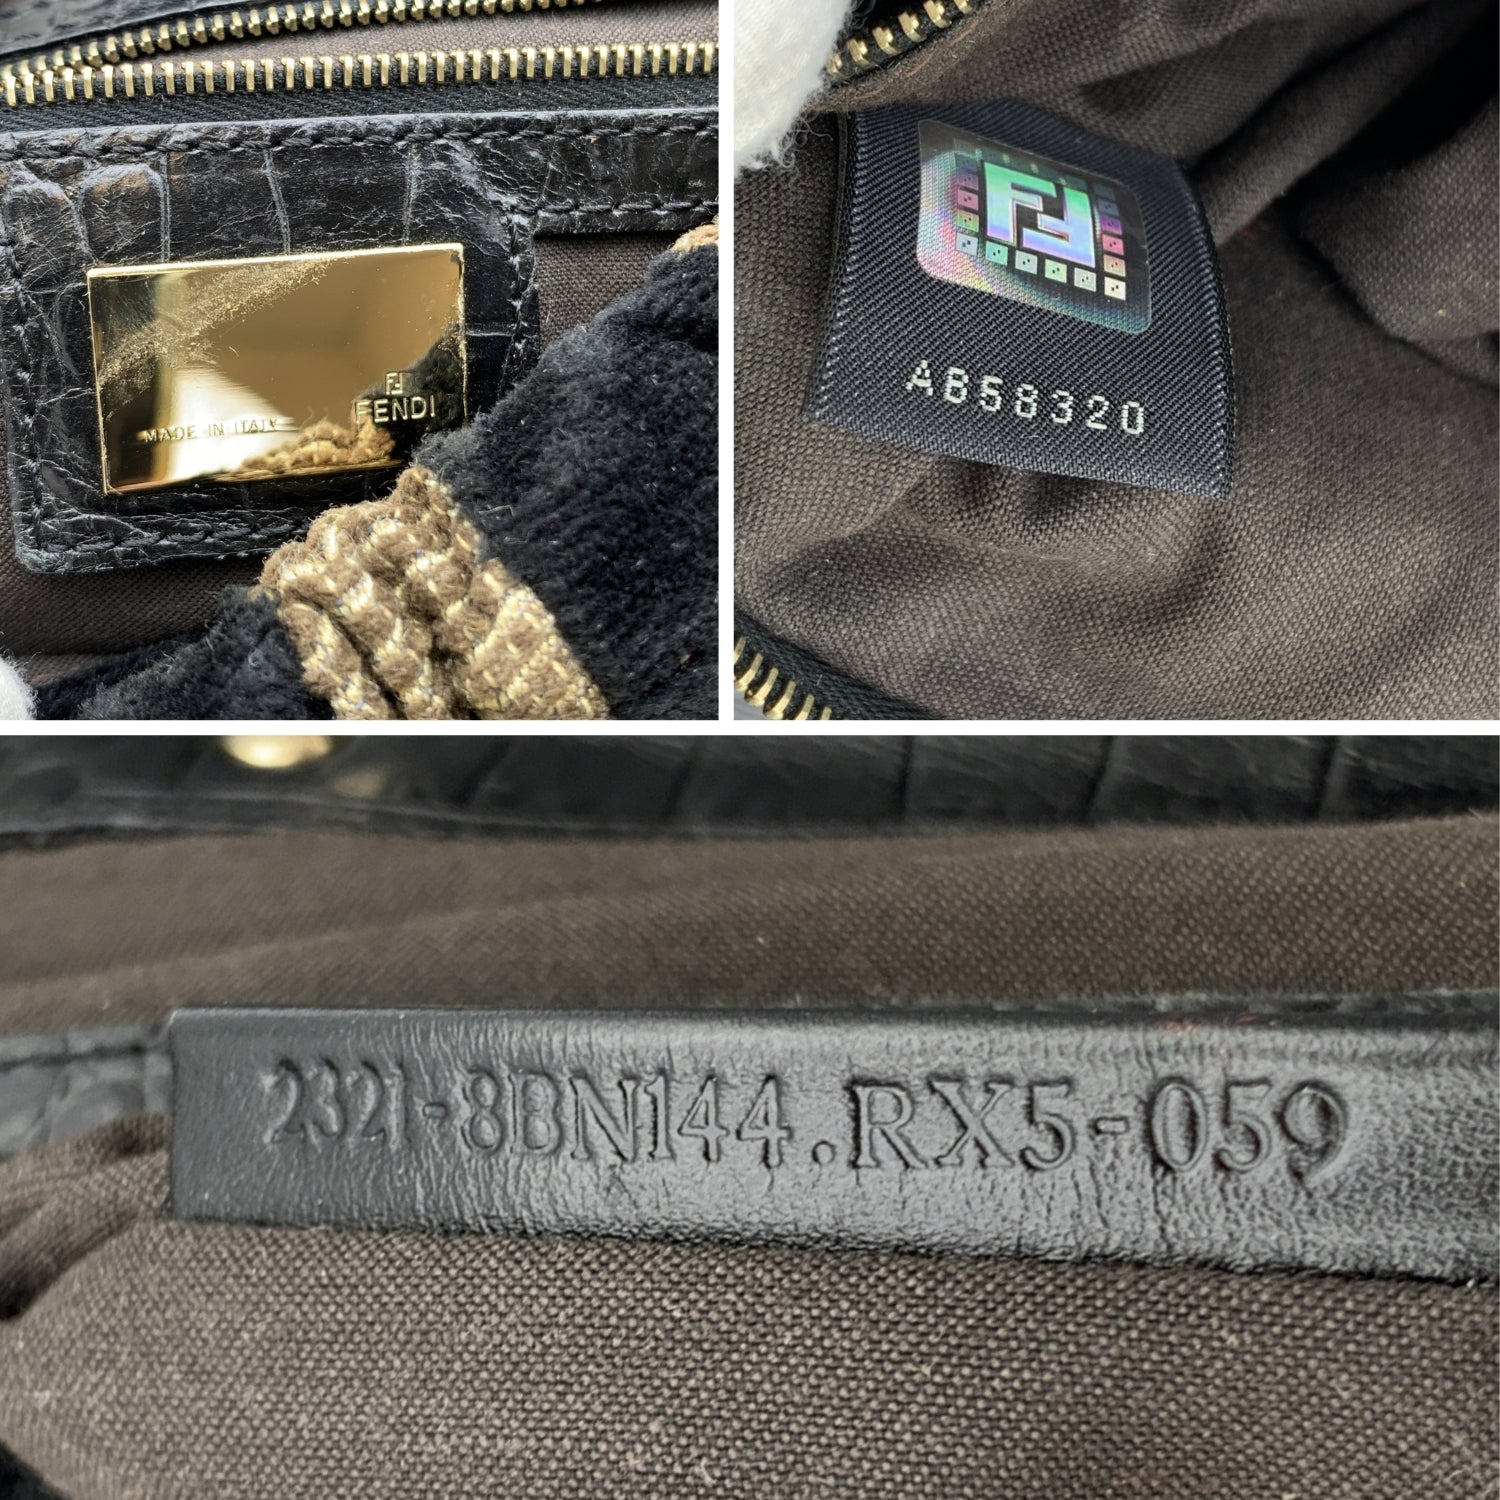 MADE IN ITALY
FENDI
AB58320
2321-8BN144.RX5-059